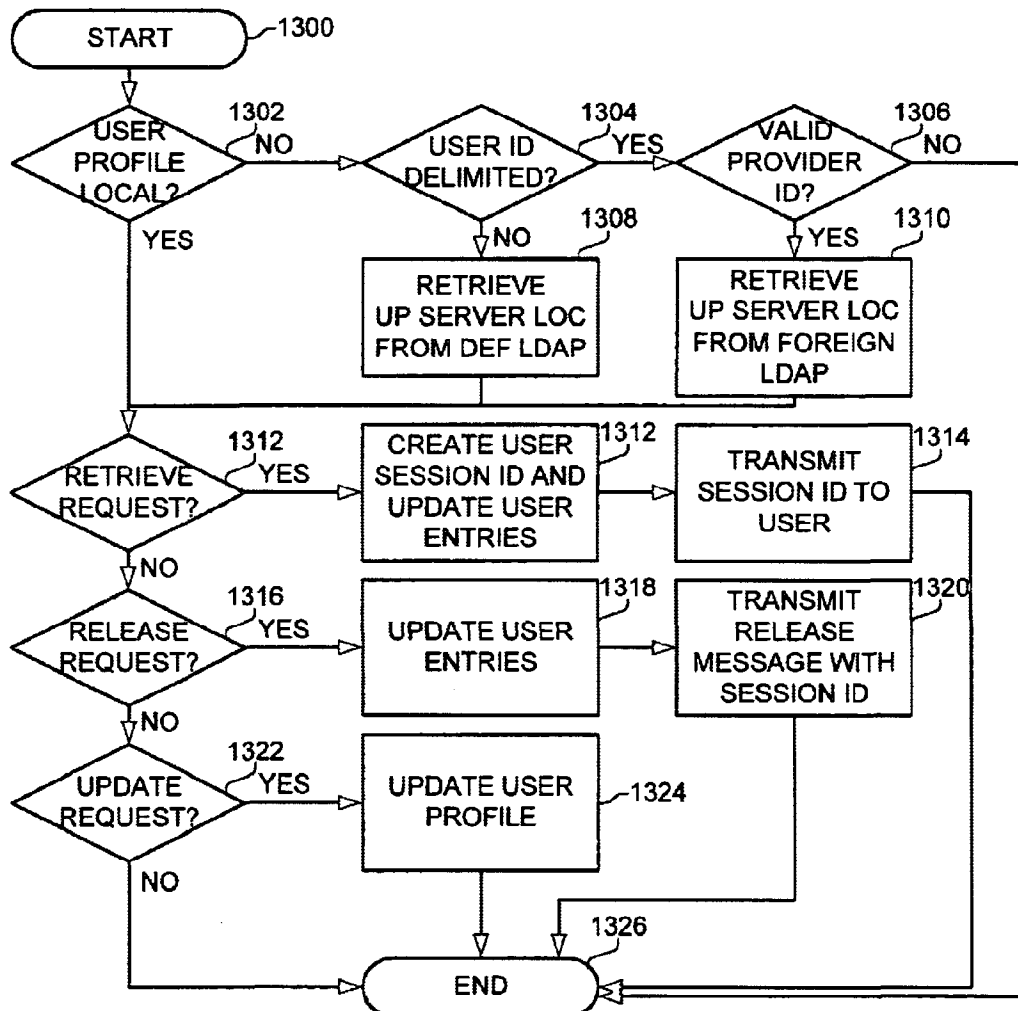 START
1300
USER
PROFILE
LOCAL?
1302
NO
YES
USER ID
DELIMITED?
1304
YES
NO
VALID
PROVIDER
ID?
1306
NO
YES
1308
RETRIEVE
UP SERVER LOC
FROM DEF LDAP
1310
RETRIEVE
UP SERVER LOC
FROM FOREIGN
LDAP
RETRIEVE
REQUEST?
1312
YES
NO
CREATE USER
SESSION ID AND
UPDATE USER
ENTRIES
1312
TRANSMIT
SESSION ID TO
USER
1314
RELEASE
REQUEST?
1316
YES
NO
UPDATE USER
ENTRIES
1318
TRANSMIT
RELEASE
MESSAGE WITH
SESSION ID
1320
UPDATE
REQUEST?
1322
YES
NO
UPDATE USER
PROFILE
1324
END
1326